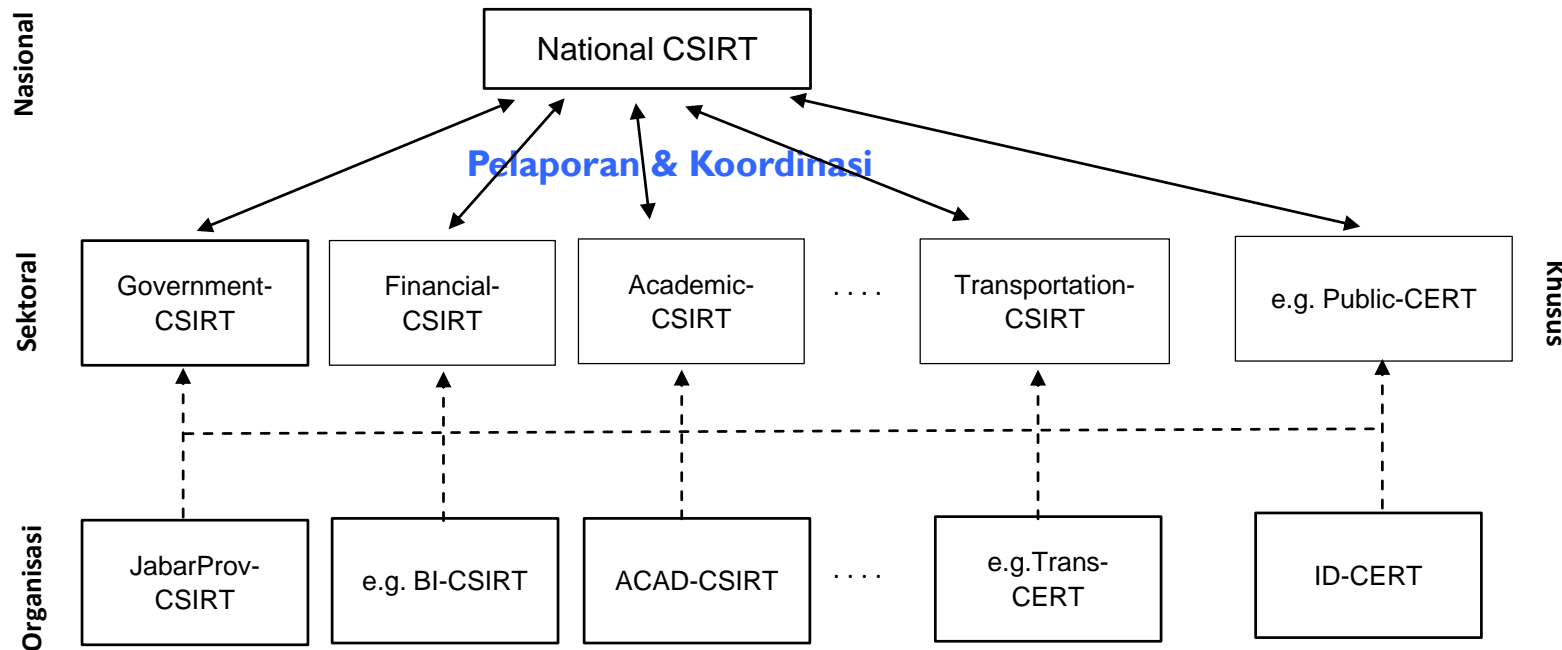 Nasional
National CSIRT
Pelaporan & Koordinasi
Sektoral
Government-
CSIRT
Financial-
CSIRT
Academic-
CSIRT
. . . .
Transportation-
CSIRT
e.g. Public-CERT
Khusus
Organisasi
JabarProv-
CSIRT
e.g. BI-CSIRT
ACAD-CSIRT
. . . .
e.g.Trans-
CERT
ID-CERT